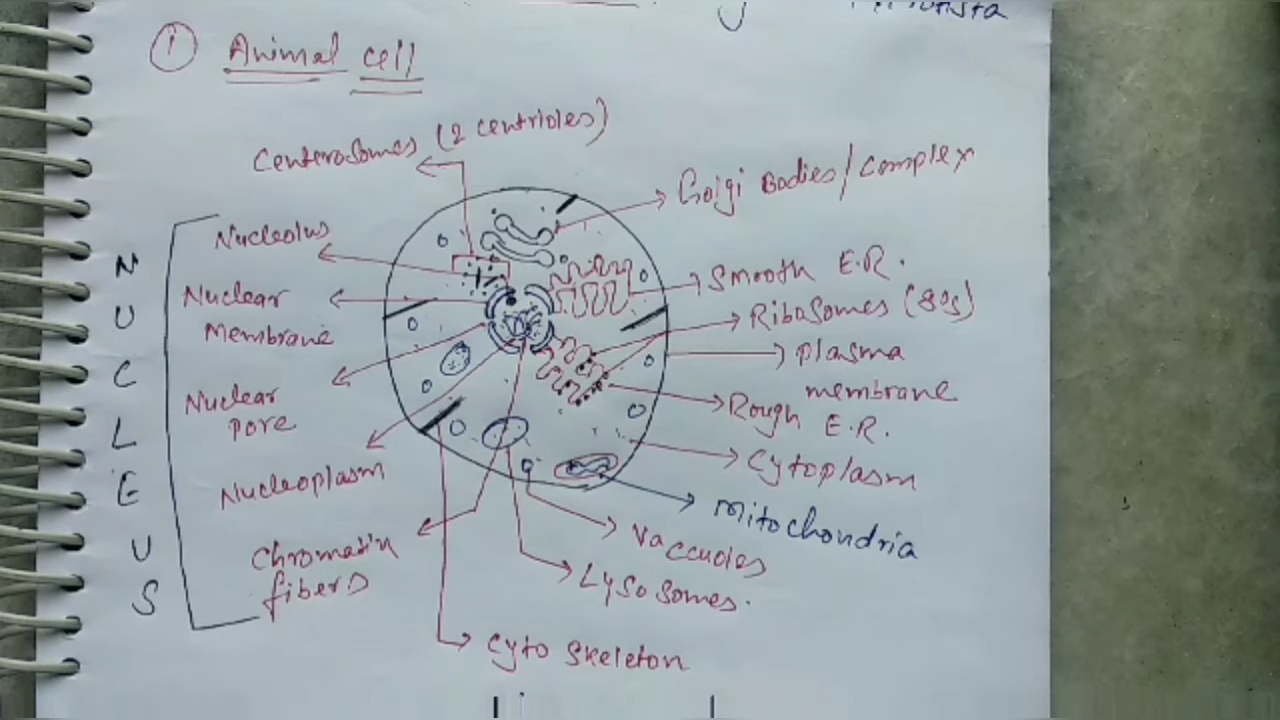 ① Animal cell
Centerosomes (2 centrioles)
Golgi Bodies/complex
Nucleolus
Smooth E.R.
Nuclear
Membrane
Ribosomes (80s)
plasma
membrane
Nuclear
pore
Rough
E.R.
Nucleoplasm
Cytoplasm
Mitochondria
Chromatin
fibers
Vaccuoles
Lysosomes.
Cyto Skeleton
N
U
C
L
E
U
S